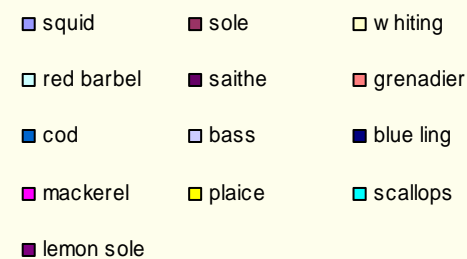 squid sole w hiting
red barbel saithe grenadier
cod bass blue ling
mackerel plaice scallops
lemon sole